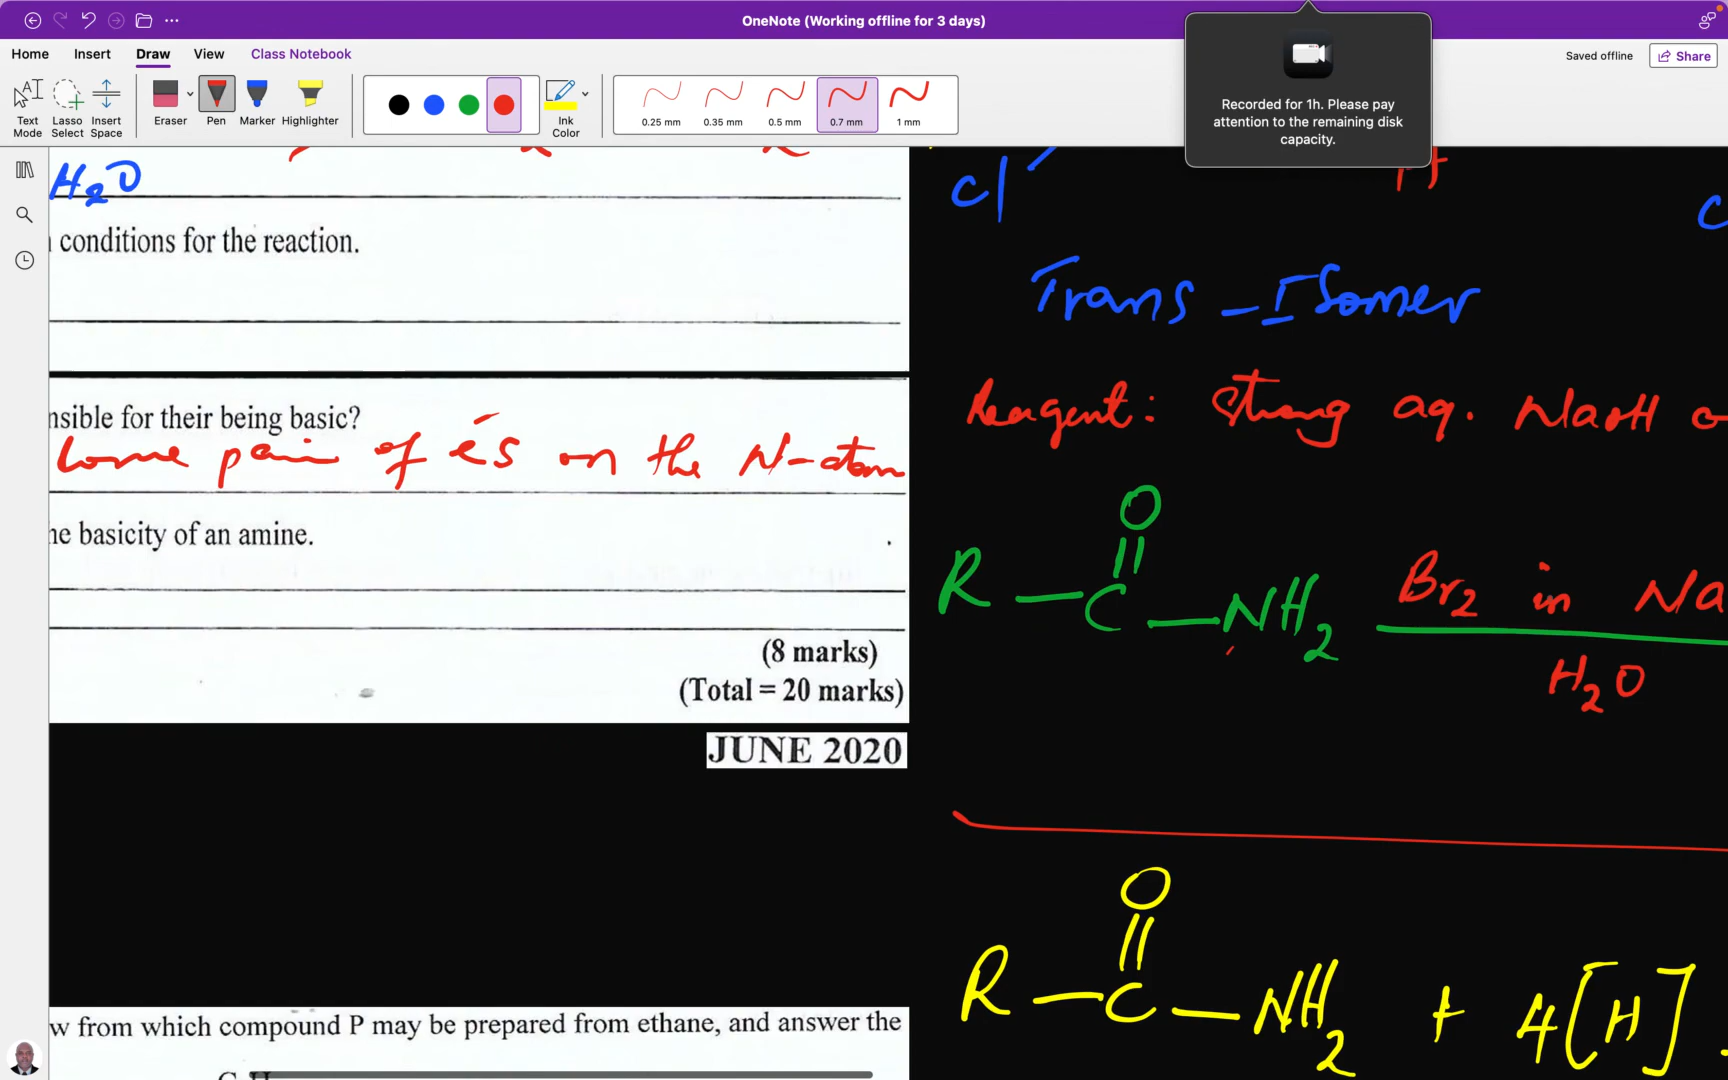 OneNote (Working offline for 3 days)
Home Insert Draw View Class Notebook
Saved offline Share
Recorded for 1h. Please pay
attention to the remaining disk
capacity.
Text Mode
Lasso Select
Insert Space
Eraser
Pen
Marker
Highlighter
Ink Color
0.25 mm 0.35 mm 0.5 mm 0.7 mm 1 mm
H2O
conditions for the reaction.
nsible for their being basic?
Lone pair of es on the N-atom
ne basicity of an amine.
(8 marks)
(Total = 20 marks)
JUNE 2020
w from which compound P may be prepared from ethane, and answer the
Cl
Trans - Isomer
Reagent: Strong aq. NaOH
O
R - C - NH2 Br2 in Na
H2O
O
R - C - NH2 + 4[H]